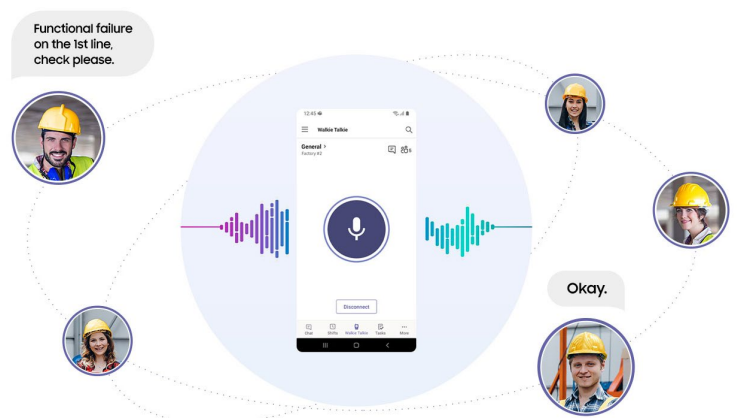 Functional failure
on the 1st line,
check please.
12:45
Walkie Talkie
General >
Factory #2
8
Disconnect
Chat
Shifts
Walkie Talkie
Tasks
More
Okay.